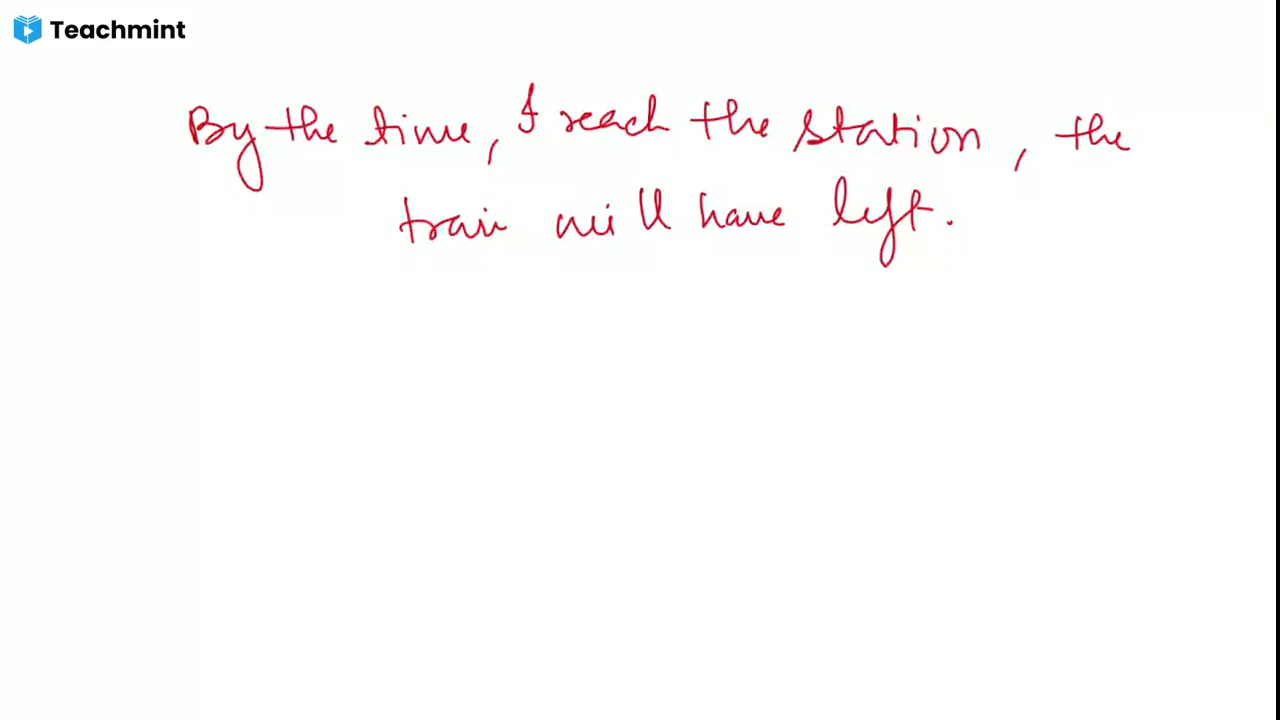 Teachmint
By the time, I reach the station, the
train will have left.